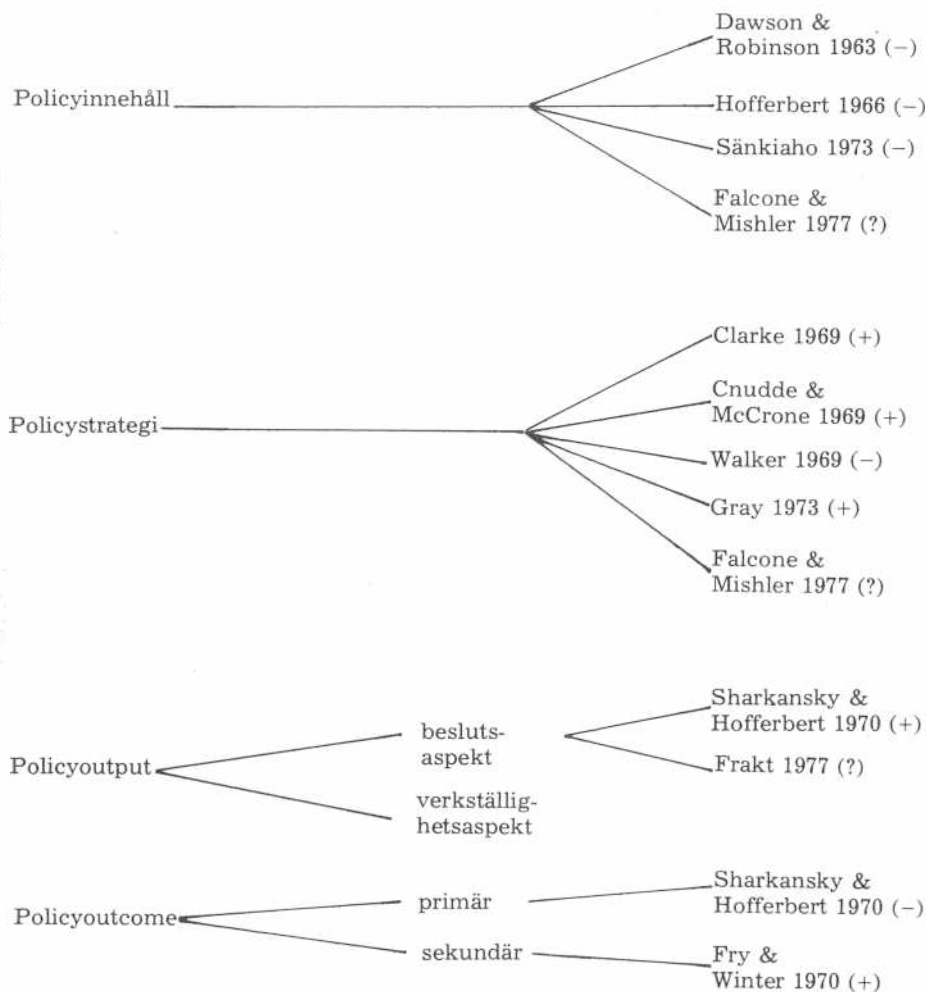 Policyinnehåll
Dawson &
Robinson 1963 (−)
Hofferbert 1966 (−)
Sänkiaho 1973 (−)
Falcone &
Mishler 1977 (?)
Policystrategi
Clarke 1969 (+)
Cnudde &
McCrone 1969 (+)
Walker 1969 (−)
Gray 1973 (+)
Falcone &
Mishler 1977 (?)
Policyoutput
besluts-
aspekt
Sharkansky &
Hofferbert 1970 (+)
Frakt 1977 (?)
verkställig-
hetsaspekt
Policyoutcome
primär
Sharkansky &
Hofferbert 1970 (−)
sekundär
Fry &
Winter 1970 (+)